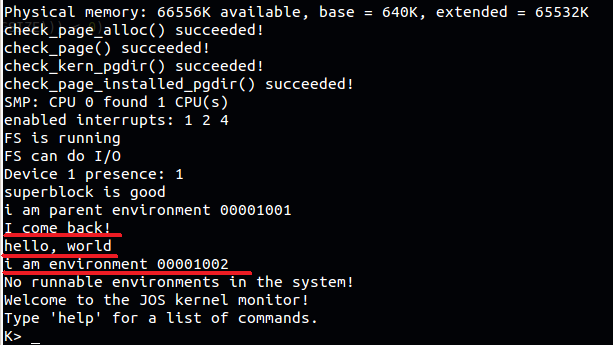 Physical memory: 66556K available, base = 640K, extended = 65532K
check_page_alloc() succeeded!
check_page() succeeded!
check_kern_pgdir() succeeded!
check_page_installed_pgdir() succeeded!
SMP: CPU 0 found 1 CPU(s)
enabled interrupts: 1 2 4
FS is running
FS can do I/O
Device 1 presence: 1
superblock is good
i am parent environment 00001001
I come back!
hello, world
i am environment 00001002
No runnable environments in the system!
Welcome to the JOS kernel monitor!
Type 'help' for a list of commands.
K> _